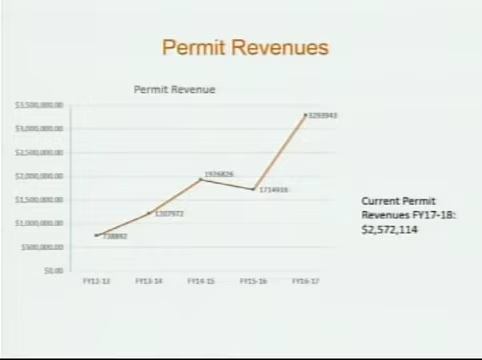 Permit Revenues
Permit Revenue
$3,500,000.00
$3,000,000.00
$2,500,000.00
$2,000,000.00
$1,500,000.00
$1,000,000.00
$500,000.00
$0.00
738892
1207972
1926826
1714916
3293943
FY12-13
FY13-14
FY14-15
FY15-16
FY16-17
Current Permit
Revenues FY17-18:
$2,572,114